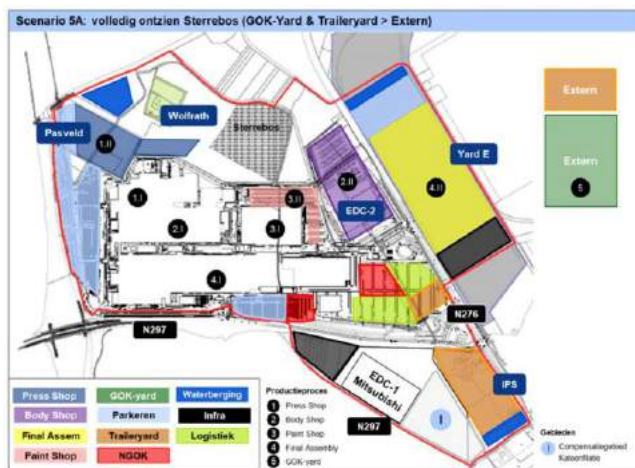 Scenario 5A: volledig ontzien Sterrebos (GOK-Yard & Traileryard > Extern)
Wolfrath
Pasveld
Sterrebos
Extern
1.II
Yard E
Extern
2.II
4.II
5
1.I
3.II
EDC-2
2.I
3.I
4.I
N276
N297
EDC-1
Mitsubishi
IPS
N297
I
Press Shop
GOK-yard
Waterberging
Body Shop
Parkeren
Infra
Final Assem
Traileryard
Logistiek
Paint Shop
NGOK
Productieproces
1 Press Shop
2 Body Shop
3 Paint Shop
4 Final Assembly
5 GOK-yard
Gebieden
I Compensatiegebied
Katoenfilatie